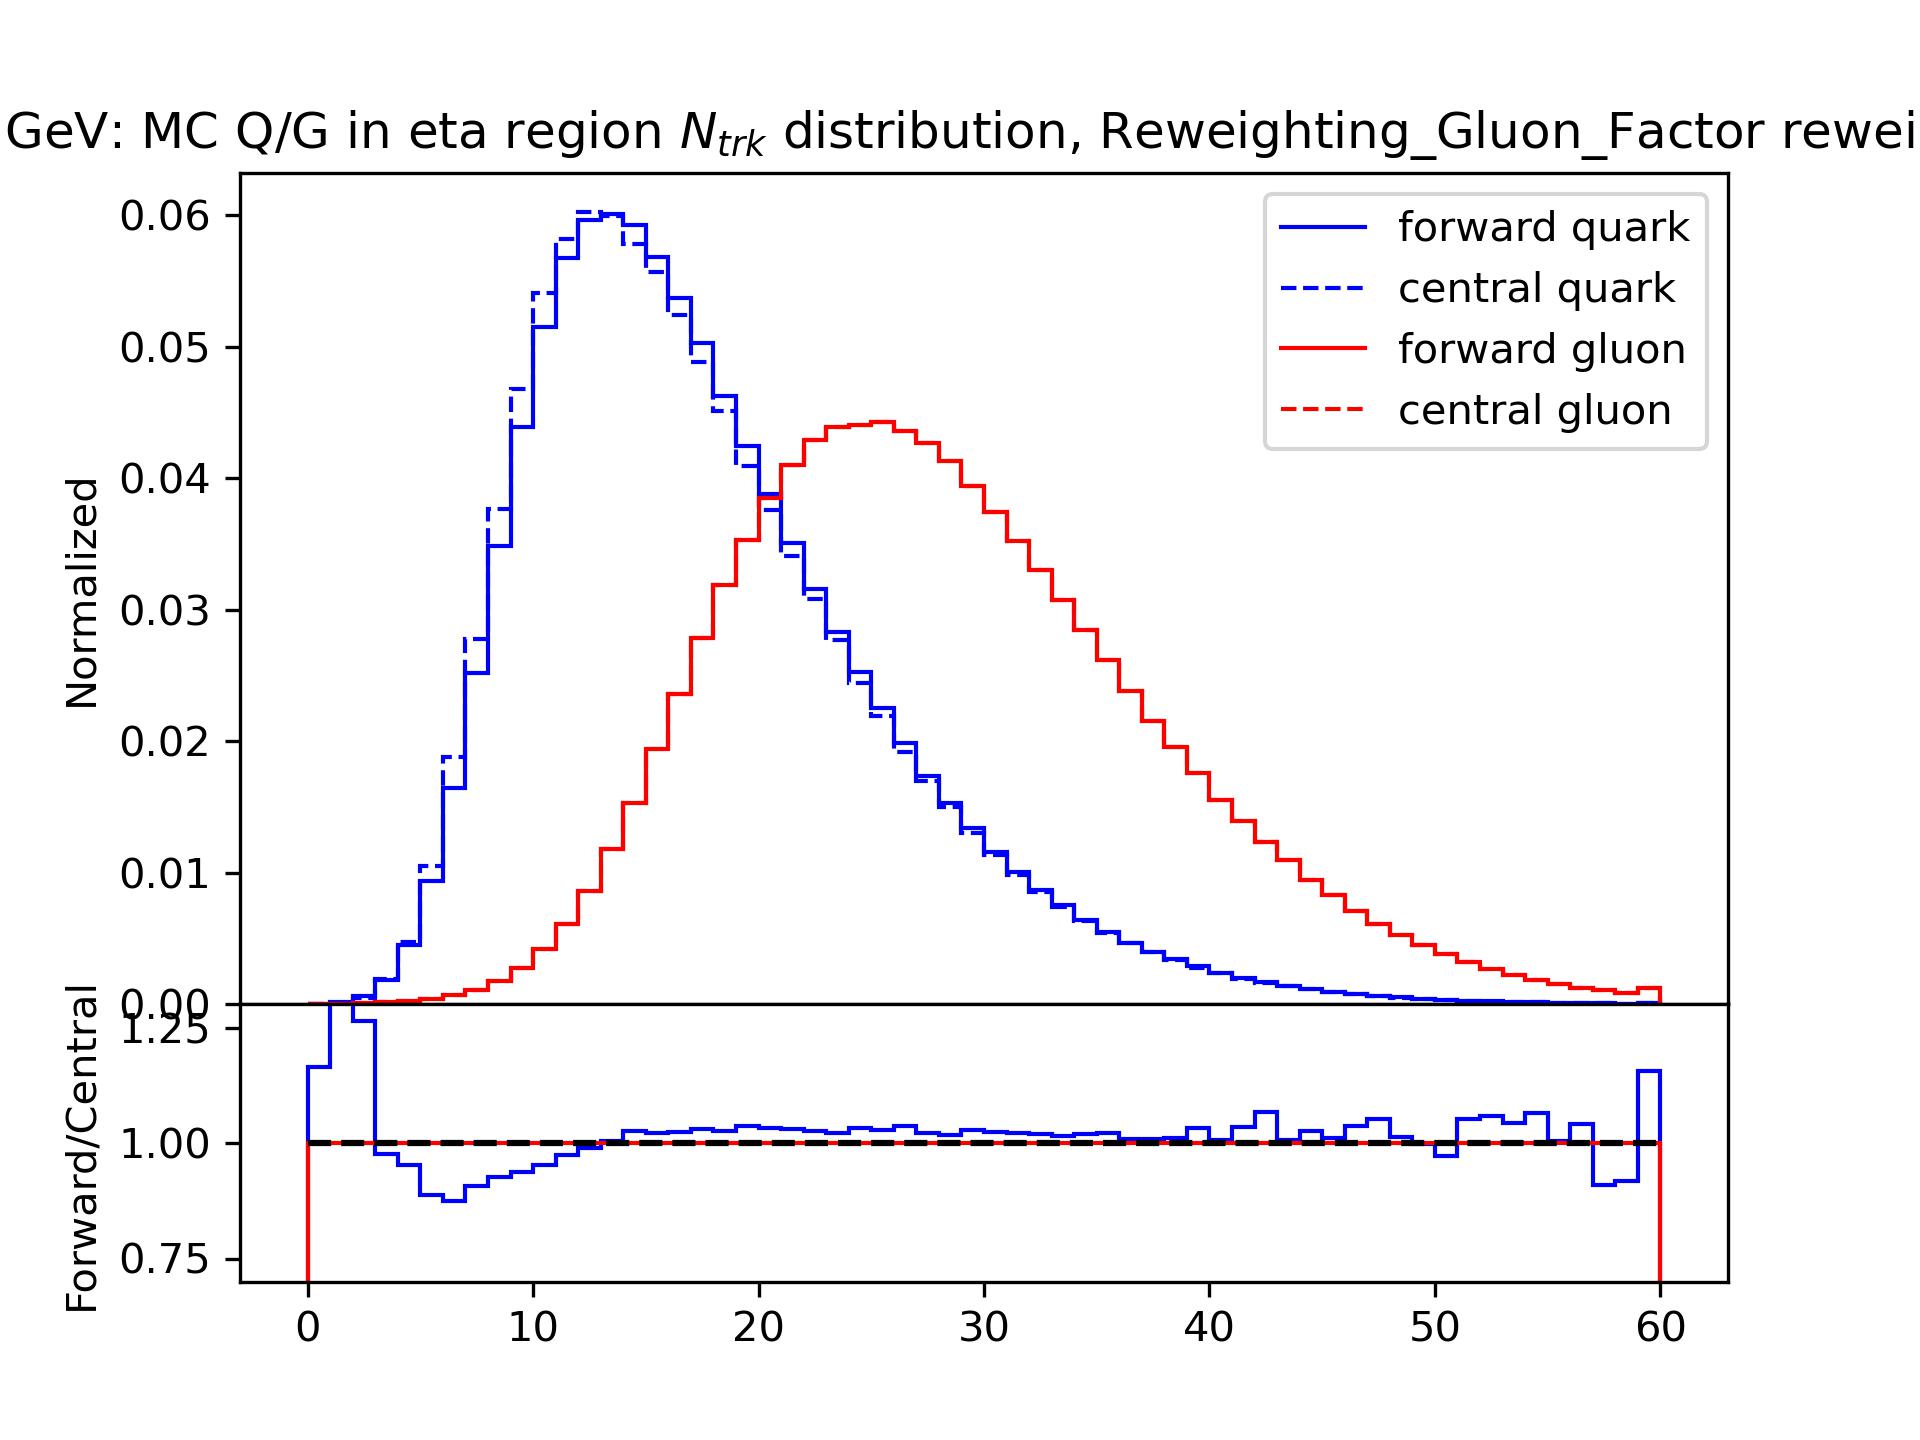 GeV: MC Q/G in eta region N_trk distribution, Reweighting_Gluon_Factor rewei
forward quark
central quark
forward gluon
central gluon
Normalized
0.06
0.05
0.04
0.03
0.02
0.01
0.00
Forward/Central
1.25
1.00
0.75
0 10 20 30 40 50 60